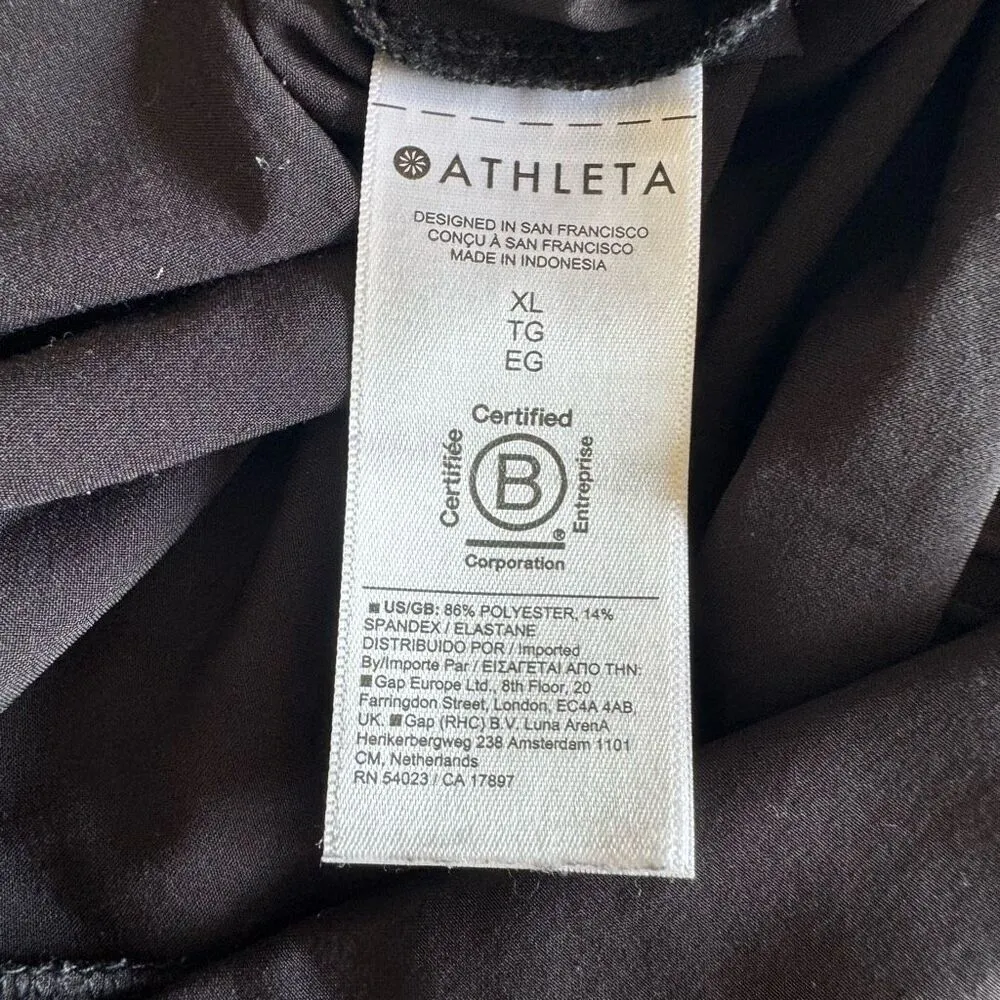 ATHLETA
DESIGNED IN SAN FRANCISCO
CONÇU À SAN FRANCISCO
MADE IN INDONESIA
XL
TG
EG
Certified
Certifiée
B
Entreprise
®
Corporation
US/GB: 86% POLYESTER, 14%
SPANDEX / ELASTANE
DISTRIBUIDO POR / Imported
By/Importe Par / ΕΙΣΑΓΕΤΑΙ ΑΠΟ ΤΗΝ:
Gap Europe Ltd., 8th Floor, 20
Farringdon Street, London, EC4A 4AB,
UK. Gap (RHC) B.V. Luna ArenA
Herikerbergweg 238 Amsterdam 1101
CM, Netherlands
RN 54023 / CA 17897